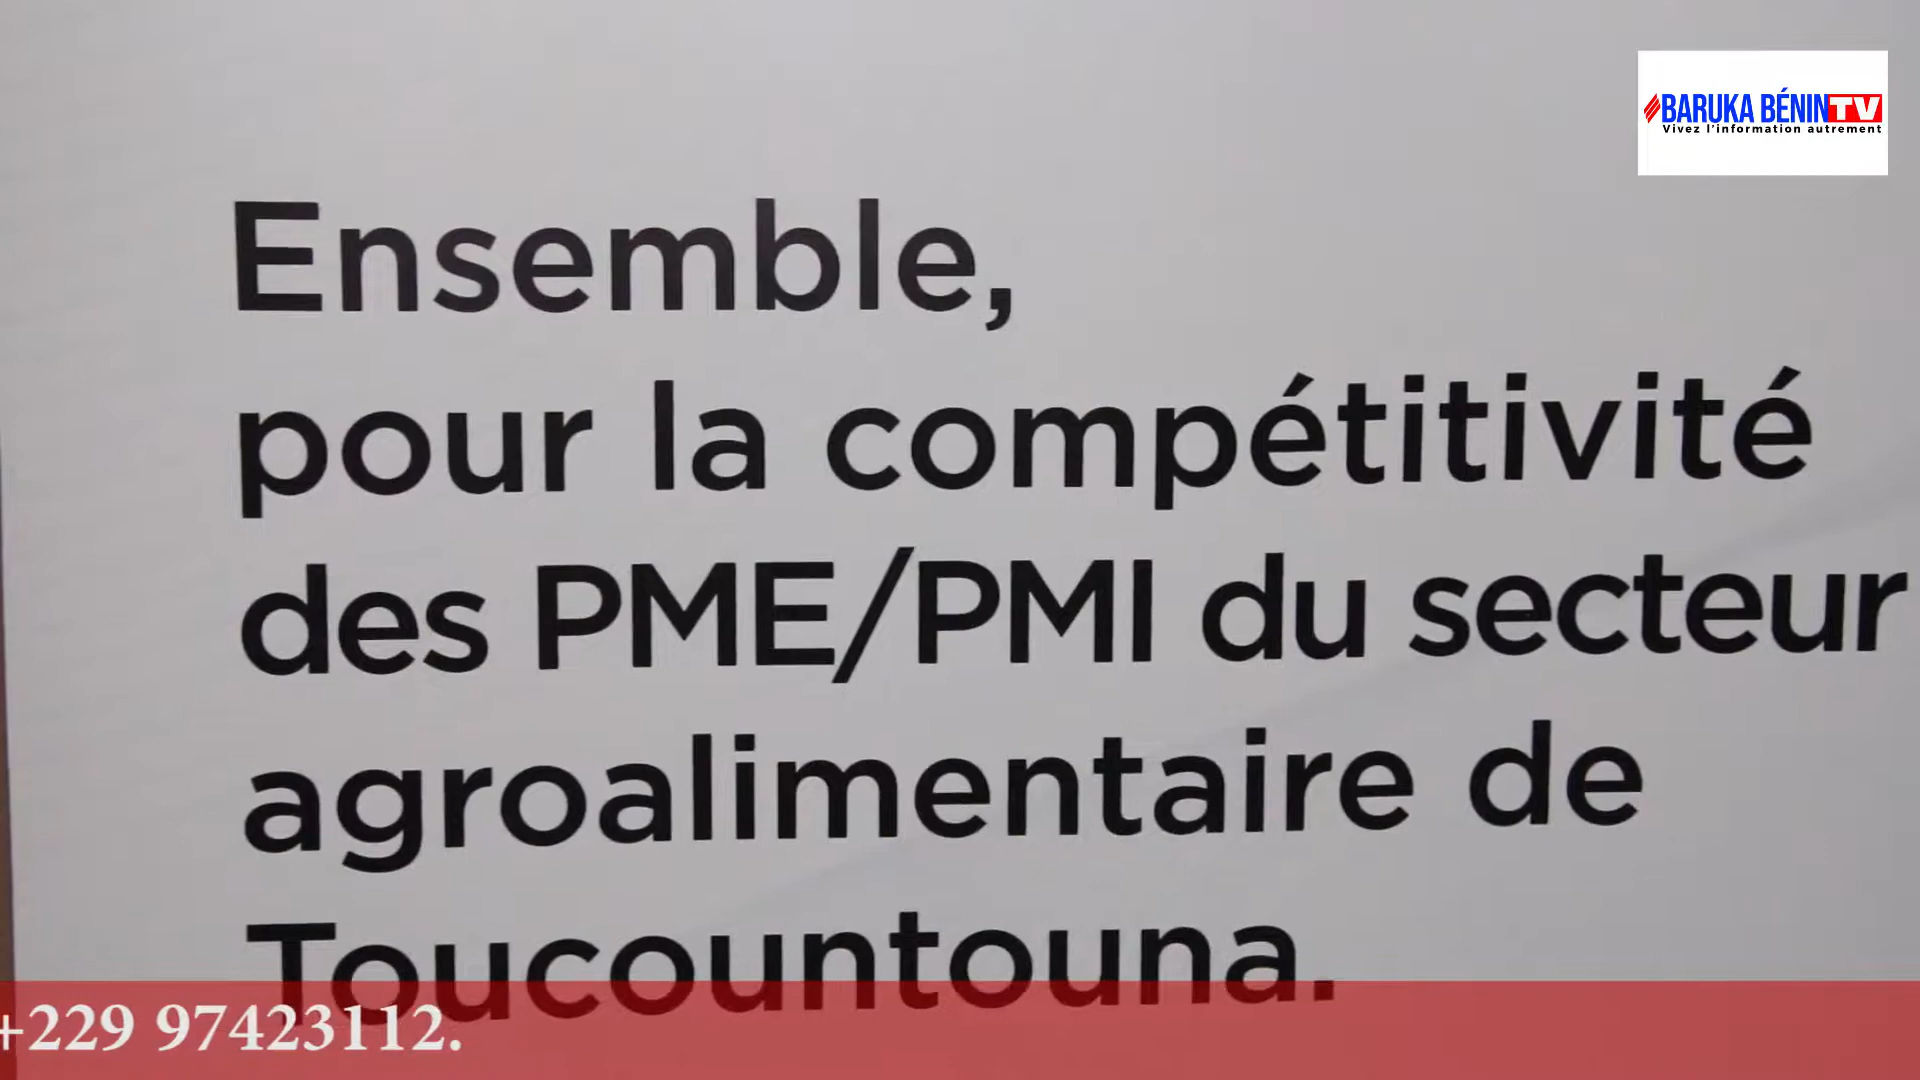 BARUKA BÉNIN TV
Vivez l'information autrement
Ensemble,
pour la compétitivité
des PME/PMI du secteur
agroalimentaire de
Toucountouna.
+229 97423112.